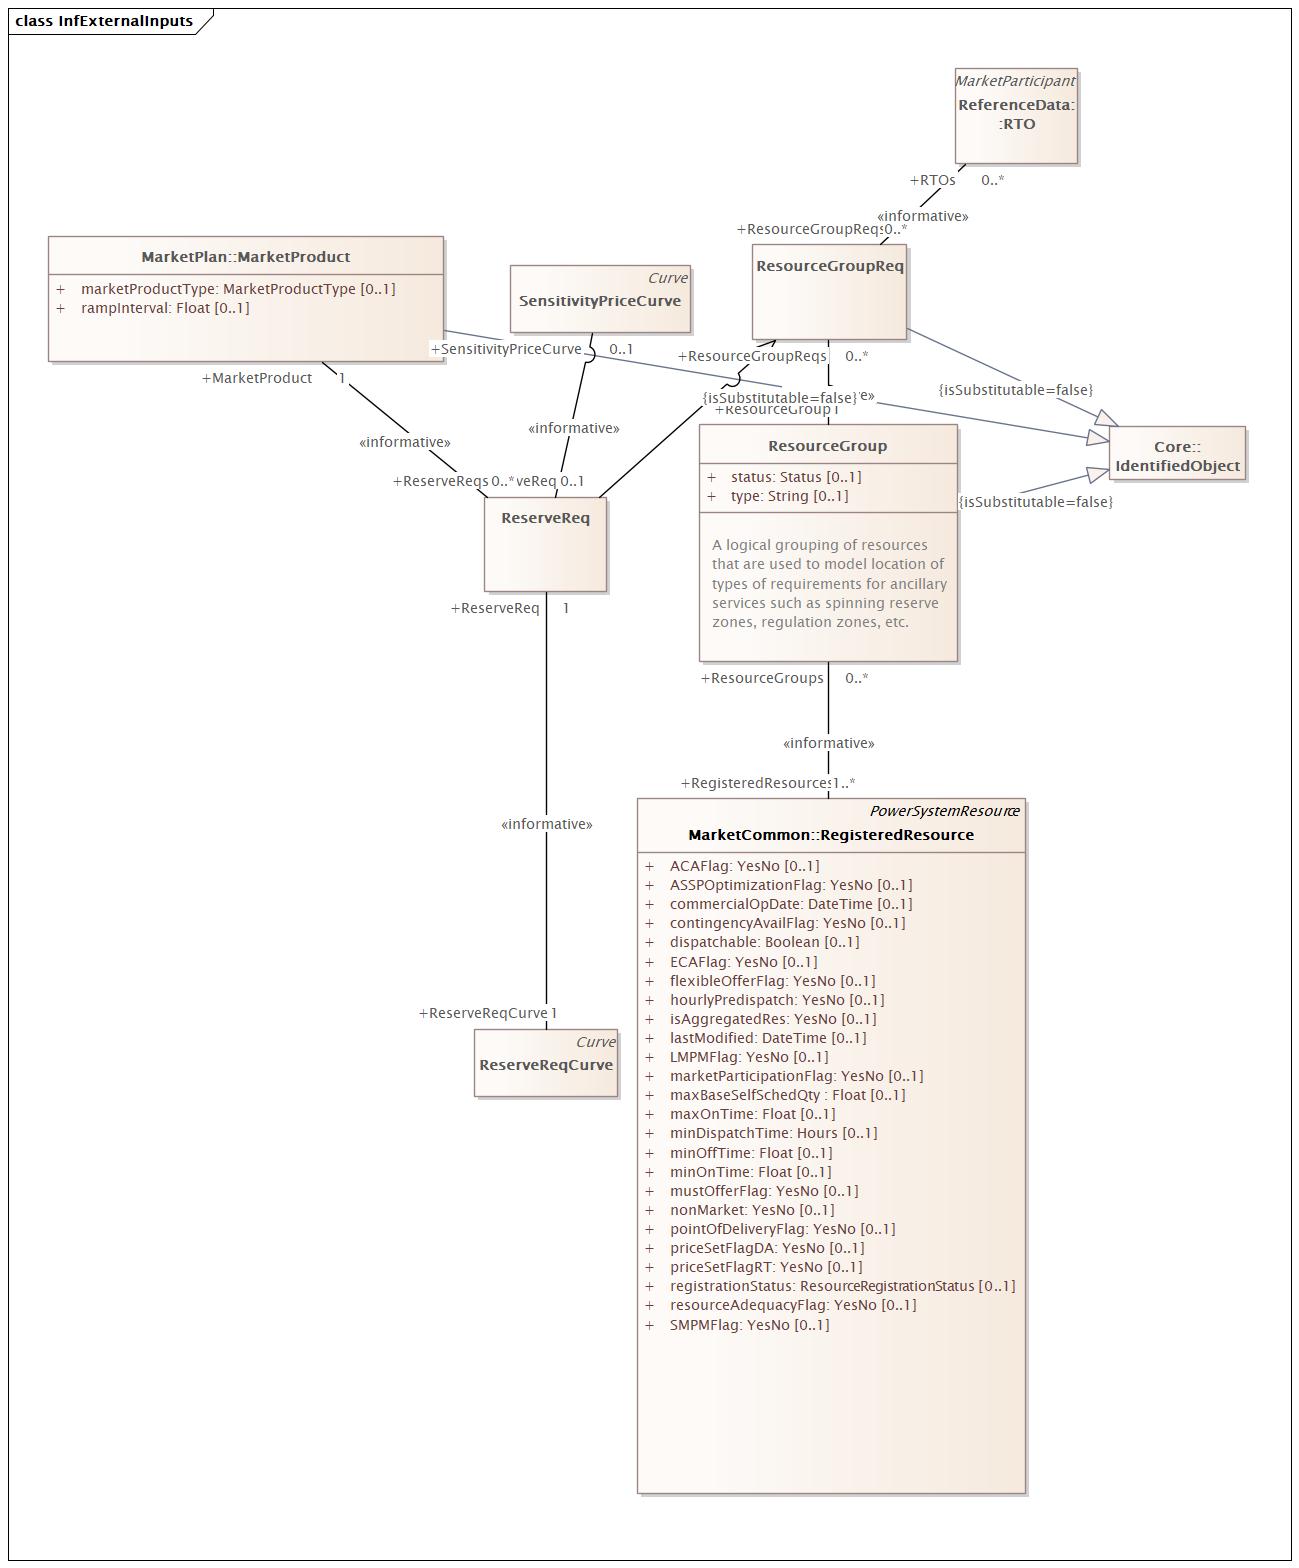 class InfExternalInputs
MarketParticipant
ReferenceData:
:RTO
+RTOs 0..*
«informative»
+ResourceGroupReqs 0..*
ResourceGroupReq
MarketPlan::MarketProduct
+ marketProductType: MarketProductType [0..1]
+ rampInterval: Float [0..1]
Curve
SensitivityPriceCurve
+SensitivityPriceCurve 0..1
+ResourceGroupReqs 0..*
+MarketProduct 1
{isSubstitutable=false}
{isSubstitutable=false}
+ResourceGroup 1
«informative»
«informative»
ResourceGroup
+ status: Status [0..1]
+ type: String [0..1]
Core::
IdentifiedObject
{isSubstitutable=false}
+ReserveReqs 0..*
veReq 0..1
ReserveReq
A logical grouping of resources
that are used to model location of
types of requirements for ancillary
services such as spinning reserve
zones, regulation zones, etc.
+ReserveReq 1
+ResourceGroups 0..*
«informative»
+RegisteredResources 1..*
«informative»
PowerSystemResource
MarketCommon::RegisteredResource
+ ACAFlag: YesNo [0..1]
+ ASSPOptimizationFlag: YesNo [0..1]
+ commercialOpDate: DateTime [0..1]
+ contingencyAvailFlag: YesNo [0..1]
+ dispatchable: Boolean [0..1]
+ ECAFlag: YesNo [0..1]
+ flexibleOfferFlag: YesNo [0..1]
+ hourlyPredispatch: YesNo [0..1]
+ isAggregatedRes: YesNo [0..1]
+ lastModified: DateTime [0..1]
+ LMPMFlag: YesNo [0..1]
+ marketParticipationFlag: YesNo [0..1]
+ maxBaseSelfSchedQty : Float [0..1]
+ maxOnTime: Float [0..1]
+ minDispatchTime: Hours [0..1]
+ minOffTime: Float [0..1]
+ minOnTime: Float [0..1]
+ mustOfferFlag: YesNo [0..1]
+ nonMarket: YesNo [0..1]
+ pointOfDeliveryFlag: YesNo [0..1]
+ priceSetFlagDA: YesNo [0..1]
+ priceSetFlagRT: YesNo [0..1]
+ registrationStatus: ResourceRegistrationStatus [0..1]
+ resourceAdequacyFlag: YesNo [0..1]
+ SMPMFlag: YesNo [0..1]
+ReserveReqCurve 1
Curve
ReserveReqCurve